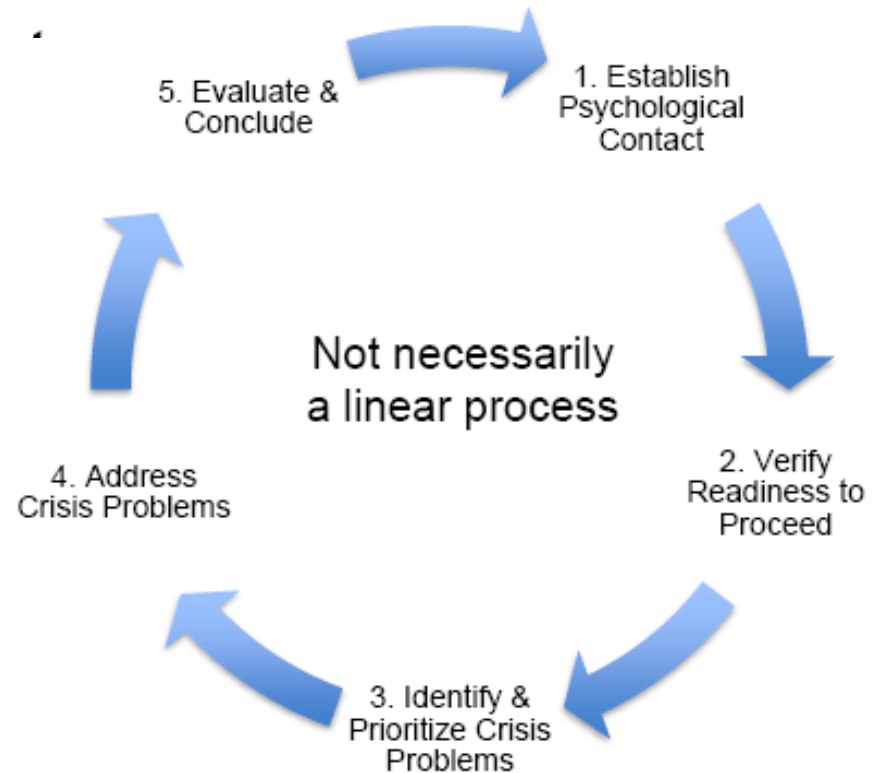 1. Establish
Psychological
Contact
2. Verify
Readiness to
Proceed
3. Identify &
Prioritize Crisis
Problems
4. Address
Crisis Problems
5. Evaluate &
Conclude
Not necessarily
a linear process